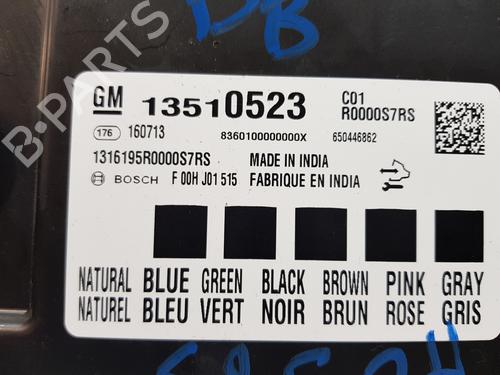 B-PARTS
DB
GM 13510523 C01
R0000S7RS
176 160713 8360100000000X 650446862
1316195R0000S7RS MADE IN INDIA
BOSCH F 00H J01 515 FABRIQUE EN INDIA
NATURAL BLUE GREEN BLACK BROWN PINK GRAY
NATUREL BLEU VERT NOIR BRUN ROSE GRIS